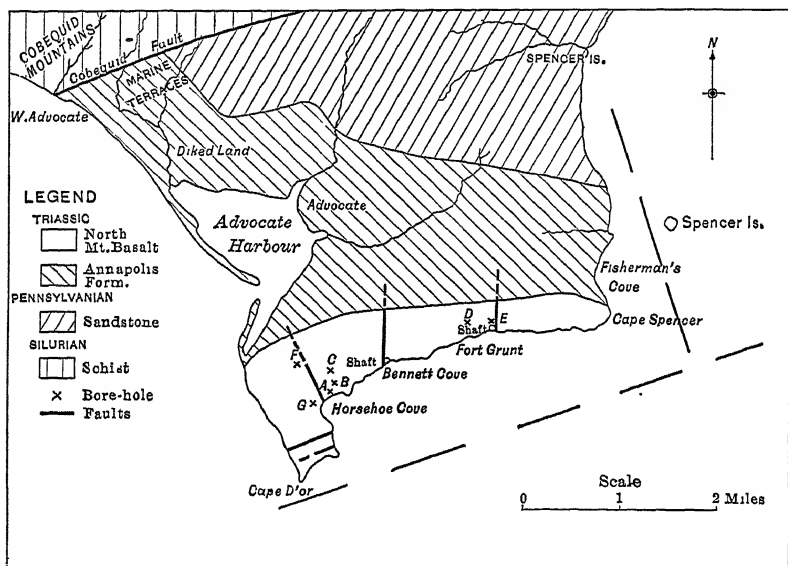 COBEQUID
MOUNTAINS
Cobequid Fault
MARINE
TERRACES
SPENCER IS.
N
W. Advocate
Diked Land
LEGEND
TRIASSIC
North
Mt. Basalt
Annapolis
Form.
PENNSYLVANIAN
Sandstone
SILURIAN
Schist
Bore-hole
Faults
Advocate
Advocate
Harbour
Spencer Is.
Fisherman's
Cove
Cape Spencer
D
E
Shaft
Fort Grunt
F
C
Shaft
Bennett Cove
A
B
G
Horsehoe Cove
Cape D'or
Scale
0 1 2 Miles